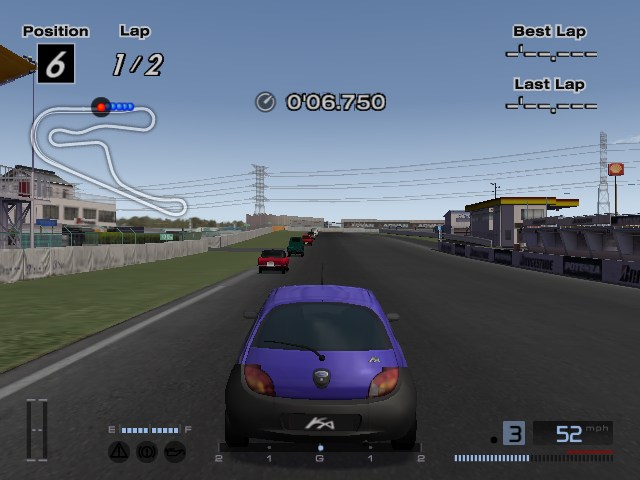 Position
Lap
Best Lap
6
1/2
-'--.---
Last Lap
0'06.750
-'--.---
KA
E F
3 52 mph
2 1 G 1 2